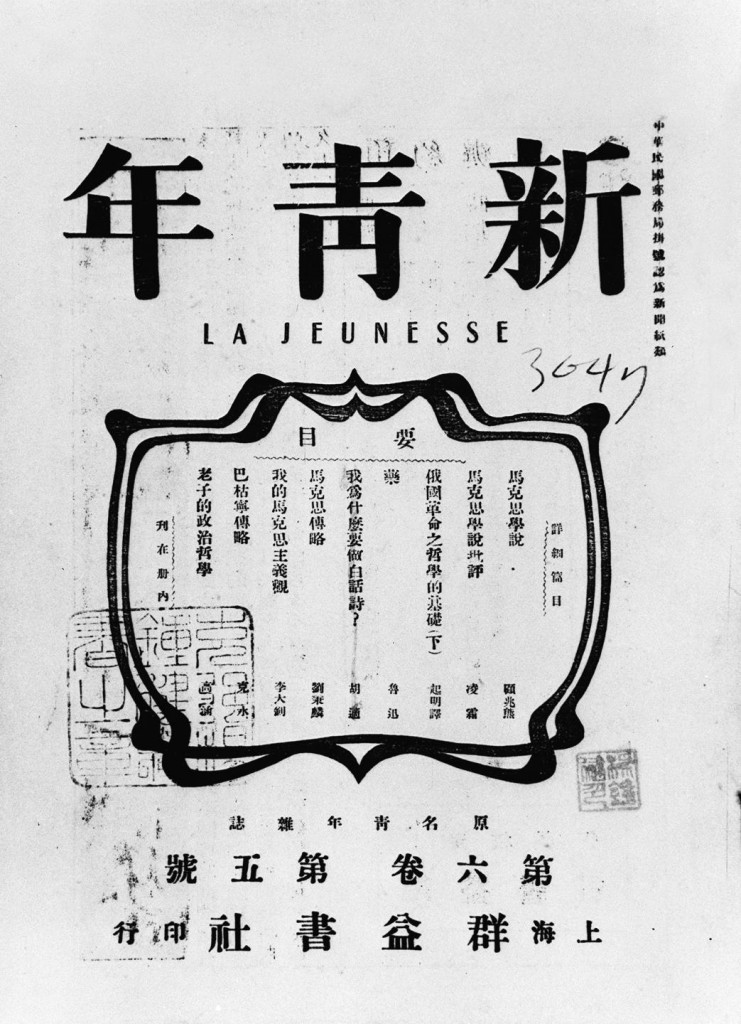 中華民國郵務局掛號認爲新聞紙類
新青年
LA JEUNESSE
3047
要目
詳細篇目
馬克思學說 顧兆熊
馬克思學說批評 凌霜
俄國革命之哲學的基礎(下) 起明譯
藥 魯迅
我爲什麼要做白話詩? 胡適
馬克思傳略 劉秉麟
我的馬克思主義觀 李大釗
巴枯寧傳略 克水
老子的政治哲學 高涵
刊在册內
原名青年雜誌
第六卷第五號
上海群益書社印行